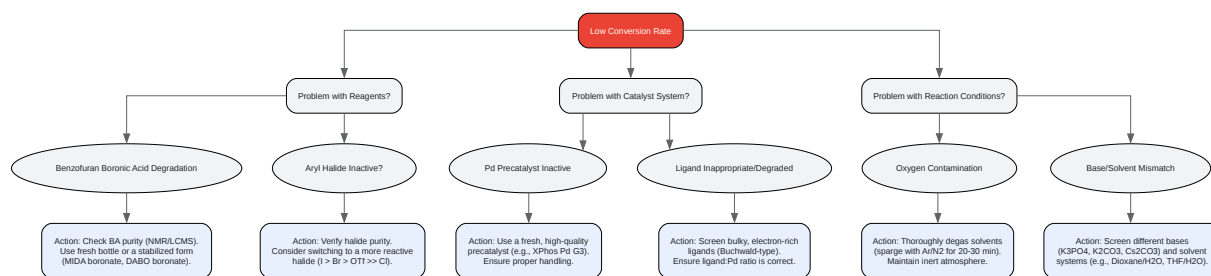 Low Conversion Rate
Problem with Reagents?
Problem with Catalyst System?
Problem with Reaction Conditions?
Benzofuran Boronic Acid Degradation
Aryl Halide Inactive?
Pd Precatalyst Inactive
Ligand Inappropriate/Degraded
Oxygen Contamination
Base/Solvent Mismatch
Action: Check BA purity (NMR/LCMS).
Use fresh bottle or a stabilized form
(MIDA boronate, DABO boronate).
Action: Verify halide purity.
Consider switching to a more reactive
halide (I > Br > OTf >> Cl).
Action: Use a fresh, high-quality
precatalyst (e.g., XPhos Pd G3).
Ensure proper handling.
Action: Screen bulky, electron-rich
ligands (Buchwald-type).
Ensure ligand:Pd ratio is correct.
Action: Thoroughly degas solvents
(sparge with Ar/N2 for 20-30 min).
Maintain inert atmosphere.
Action: Screen different bases
(K3PO4, K2CO3, Cs2CO3) and solvent
systems (e.g., Dioxane/H2O, THF/H2O).